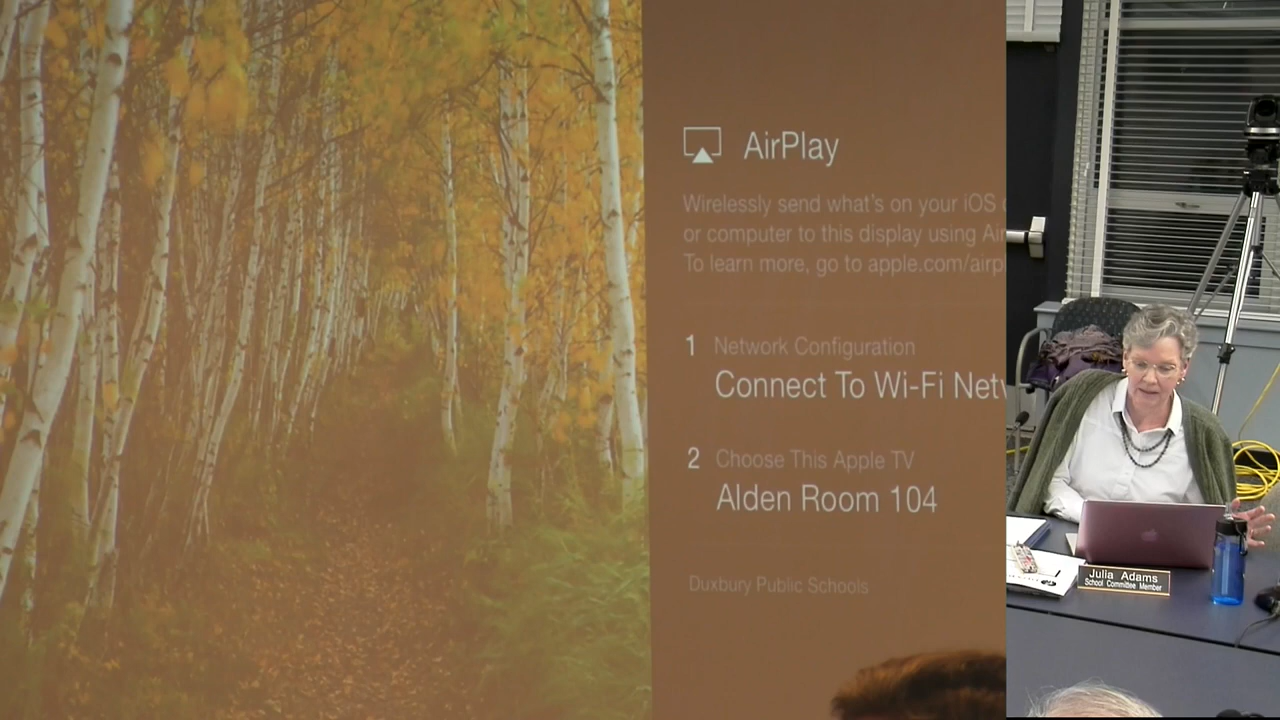 AirPlay
Wirelessly send what's on your iOS
or computer to this display using
To learn more, go to apple.com/airp
1 Network Configuration
Connect To Wi-Fi Netw
2 Choose This Apple TV
Alden Room 104
Duxbury Public Schools
Julia Adams
School Committee Member